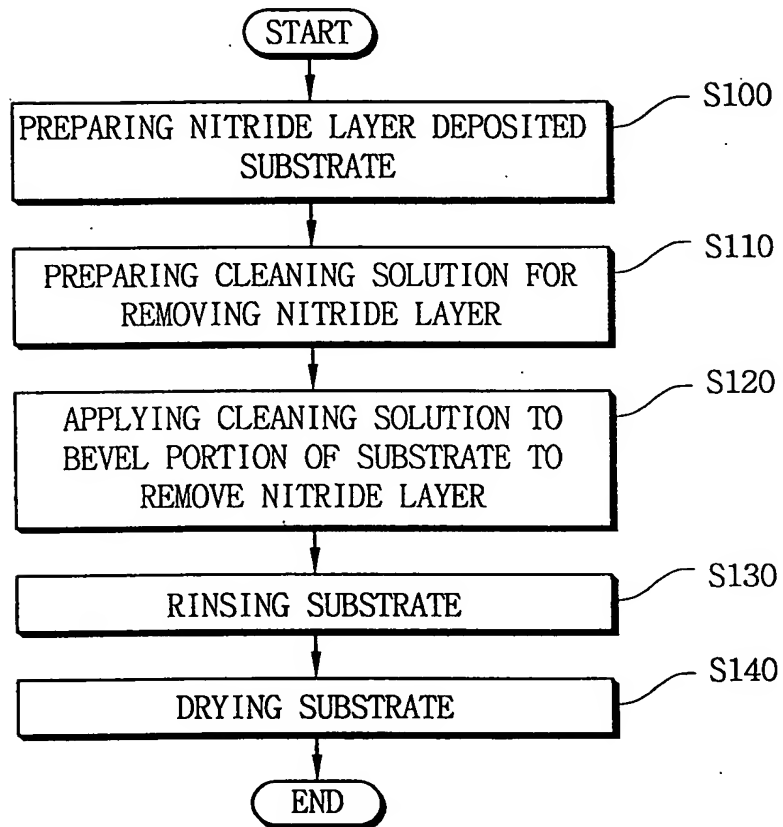 START
S100
PREPARING NITRIDE LAYER DEPOSITED
SUBSTRATE
S110
PREPARING CLEANING SOLUTION FOR
REMOVING NITRIDE LAYER
S120
APPLYING CLEANING SOLUTION TO
BEVEL PORTION OF SUBSTRATE TO
REMOVE NITRIDE LAYER
S130
RINSING SUBSTRATE
S140
DRYING SUBSTRATE
END